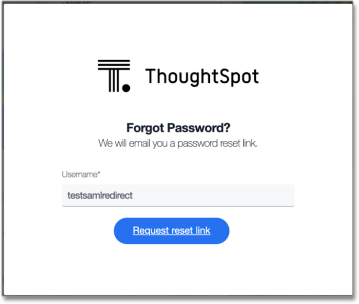 ThoughtSpot
Forgot Password?
We will email you a password reset link.
Username*
testsamlredirect
Request reset link